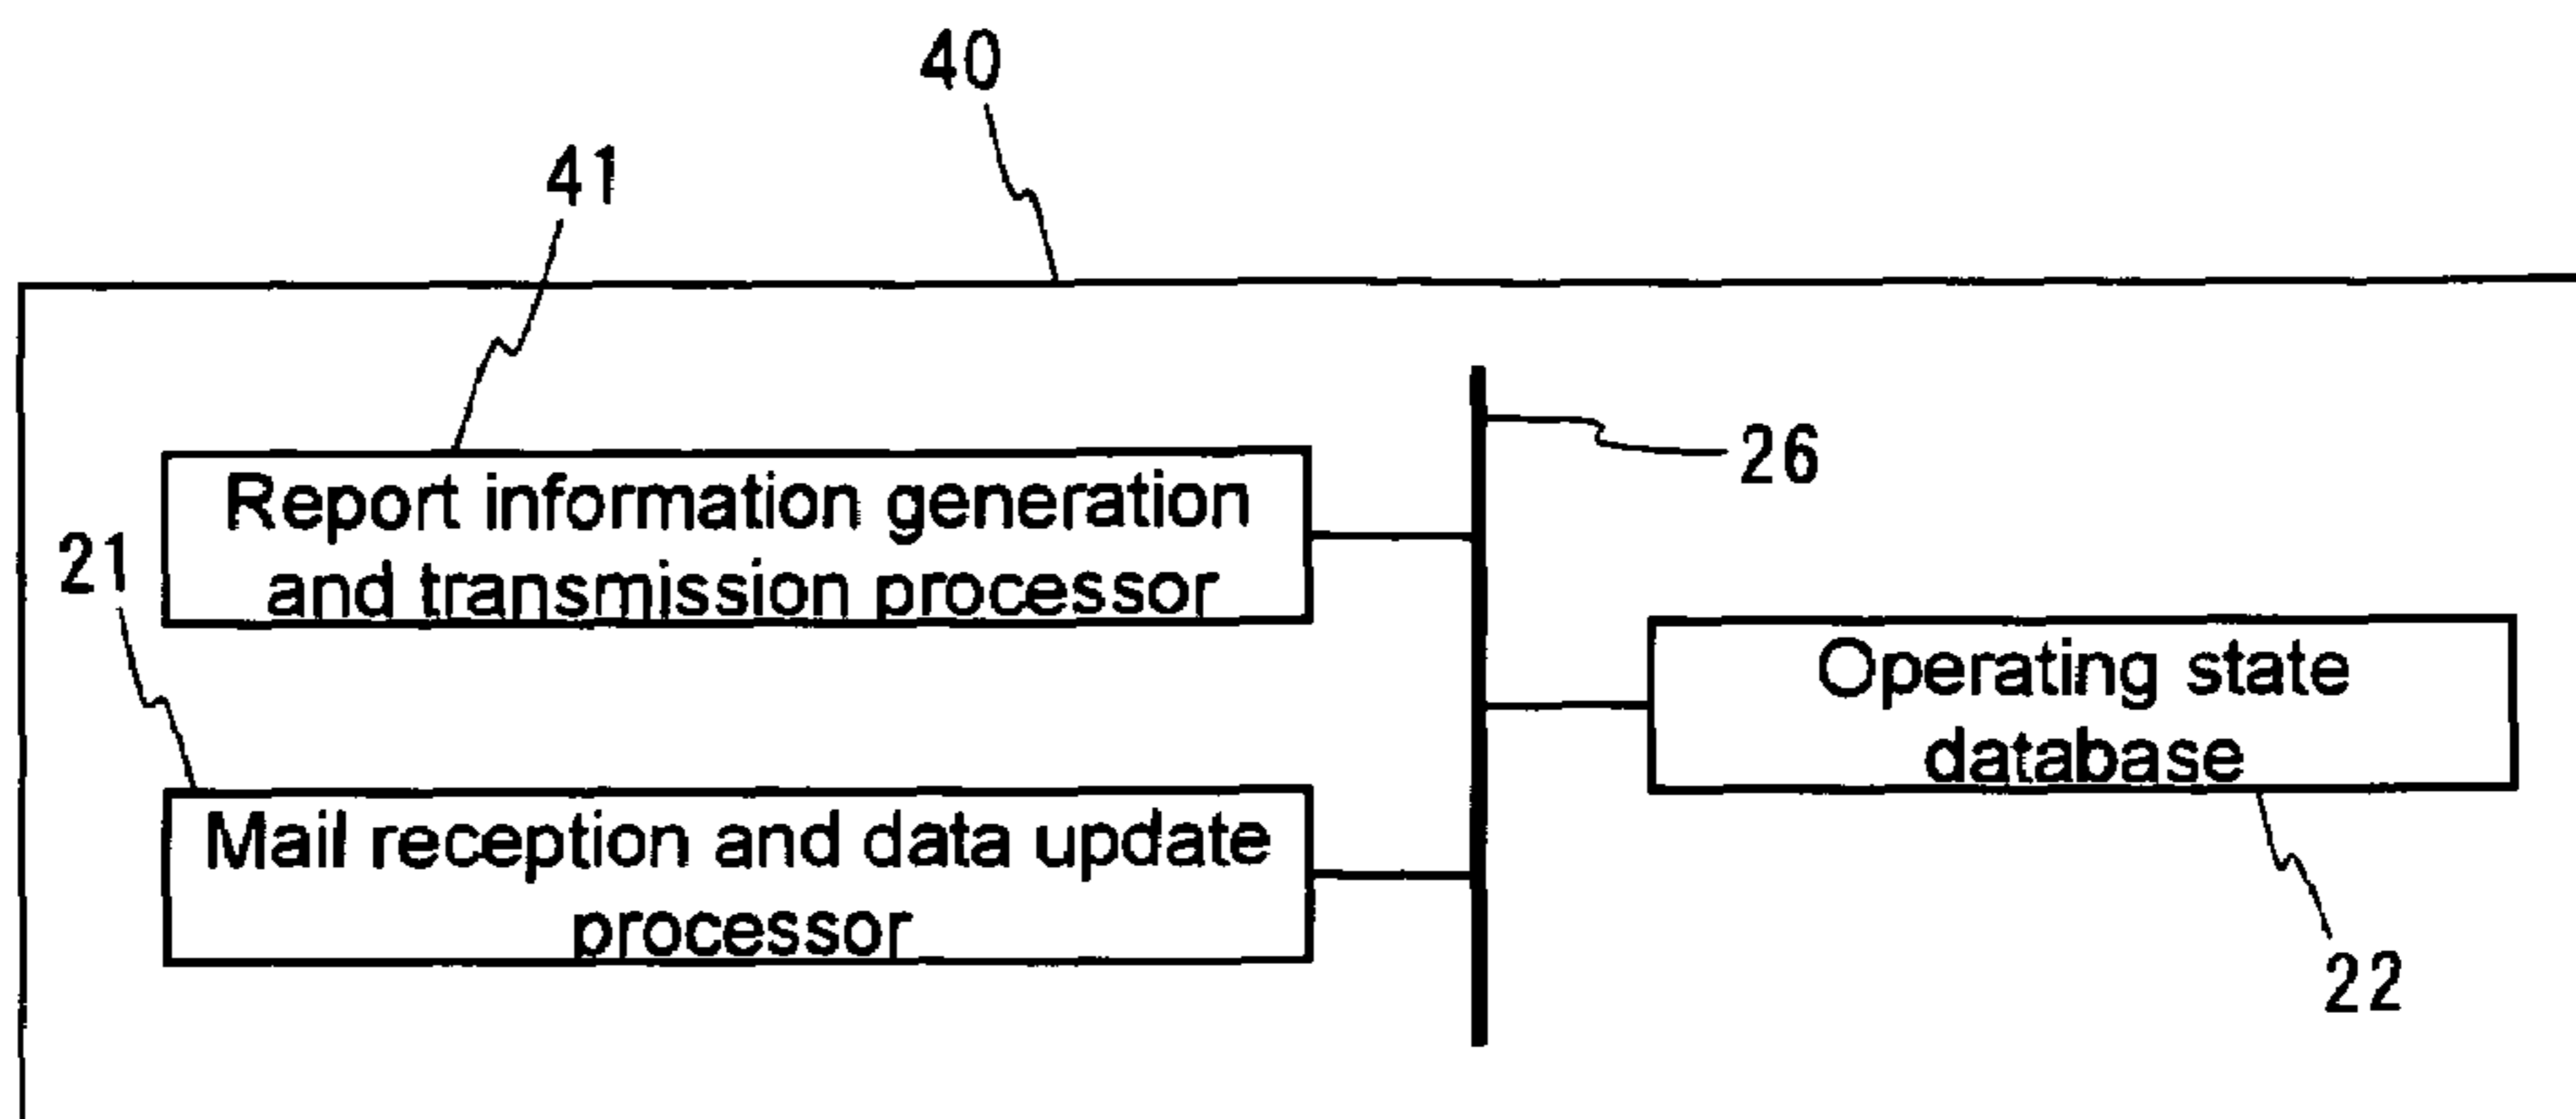 40
41
26
Report information generation
and transmission processor
21
Operating state
database
Mail reception and data update
processor
22